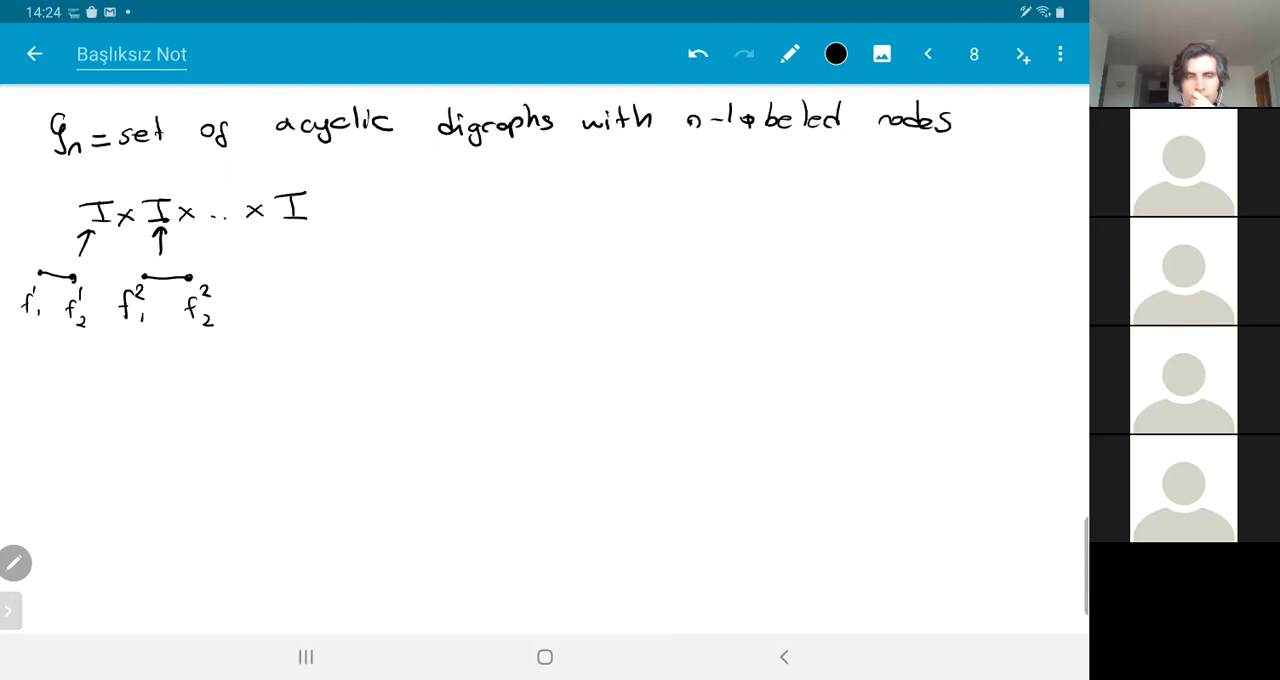 14:24
Başlıksız Not
8
𝒢ₙ = set of acyclic digraphs with n-labeled nodes
I × I × .. × I
f₁¹ f₂¹ f₁² f₂²